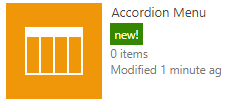 Accordion Menu
new!
0 items
Modified 1 minute ag